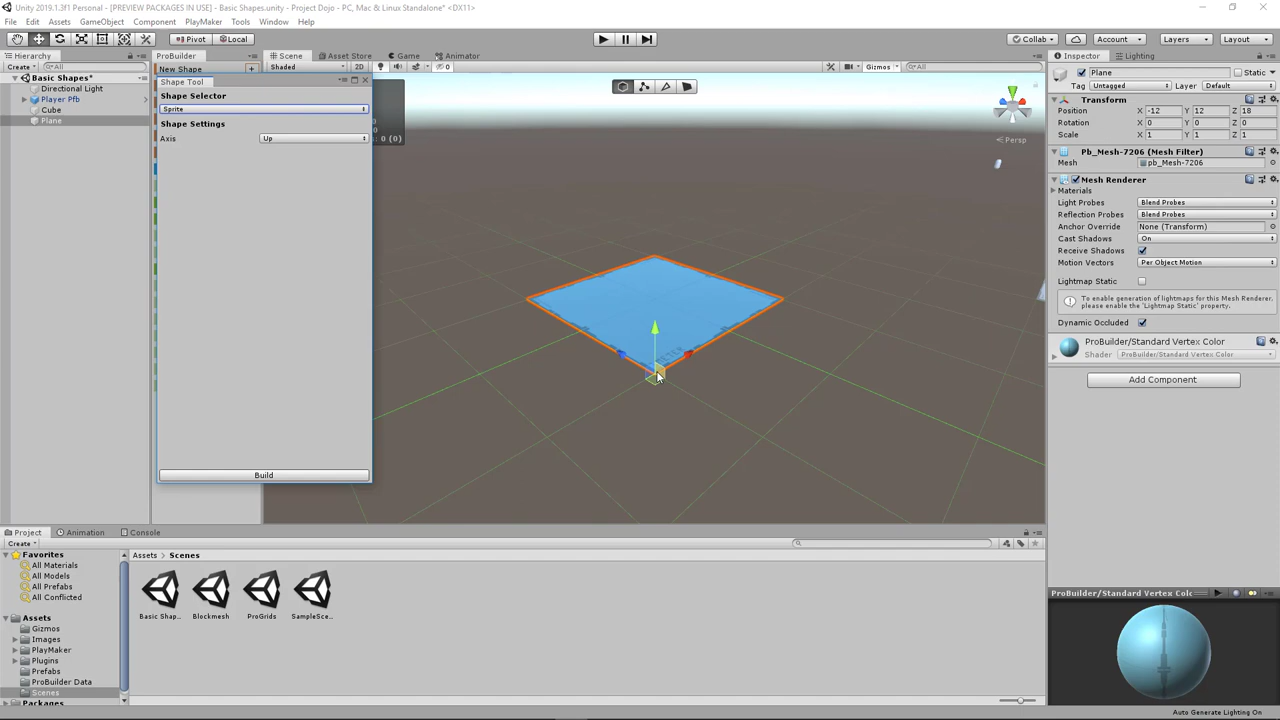 Unity 2019.1.3f1 Personal - [PREVIEW PACKAGES IN USE] - Basic Shapes.unity - Project Dojo - PC, Mac & Linux Standalone* <DX11>
File Edit Assets GameObject Component PlayMaker Tools Window Help
Pivot Local Collab Account Layers Layout
Hierarchy ProBuilder Scene Asset Store Game Animator Inspector Lighting
Create All New Shape Shaded 2D 0 Gizmos All
Basic Shapes*
Directional Light
Player Pfb
Cube
Plane
Shape Tool
Shape Selector
Sprite
Shape Settings
Axis Up
Build
0
0
0 (0)
Persp
Plane Static
Tag Untagged Layer Default
Transform
Position X -12 Y 12 Z 18
Rotation X 0 Y 0 Z 0
Scale X 1 Y 1 Z 1
Pb_Mesh-7206 (Mesh Filter)
Mesh pb_Mesh-7206
Mesh Renderer
Materials
Light Probes Blend Probes
Reflection Probes Blend Probes
Anchor Override None (Transform)
Cast Shadows On
Receive Shadows
Motion Vectors Per Object Motion
Lightmap Static
To enable generation of lightmaps for this Mesh Renderer, please enable the 'Lightmap Static' property.
Dynamic Occluded
ProBuilder/Standard Vertex Color
Shader ProBuilder/Standard Vertex Color
Add Component
Project Animation Console
Create
Favorites
All Materials
All Models
All Prefabs
All Conflicted
Assets
Gizmos
Images
PlayMaker
Plugins
Prefabs
ProBuilder Data
Scenes
Packages
Assets Scenes
Basic Shap... Blockmesh ProGrids SampleSce...
ProBuilder/Standard Vertex Colc
Auto Generate Lighting On